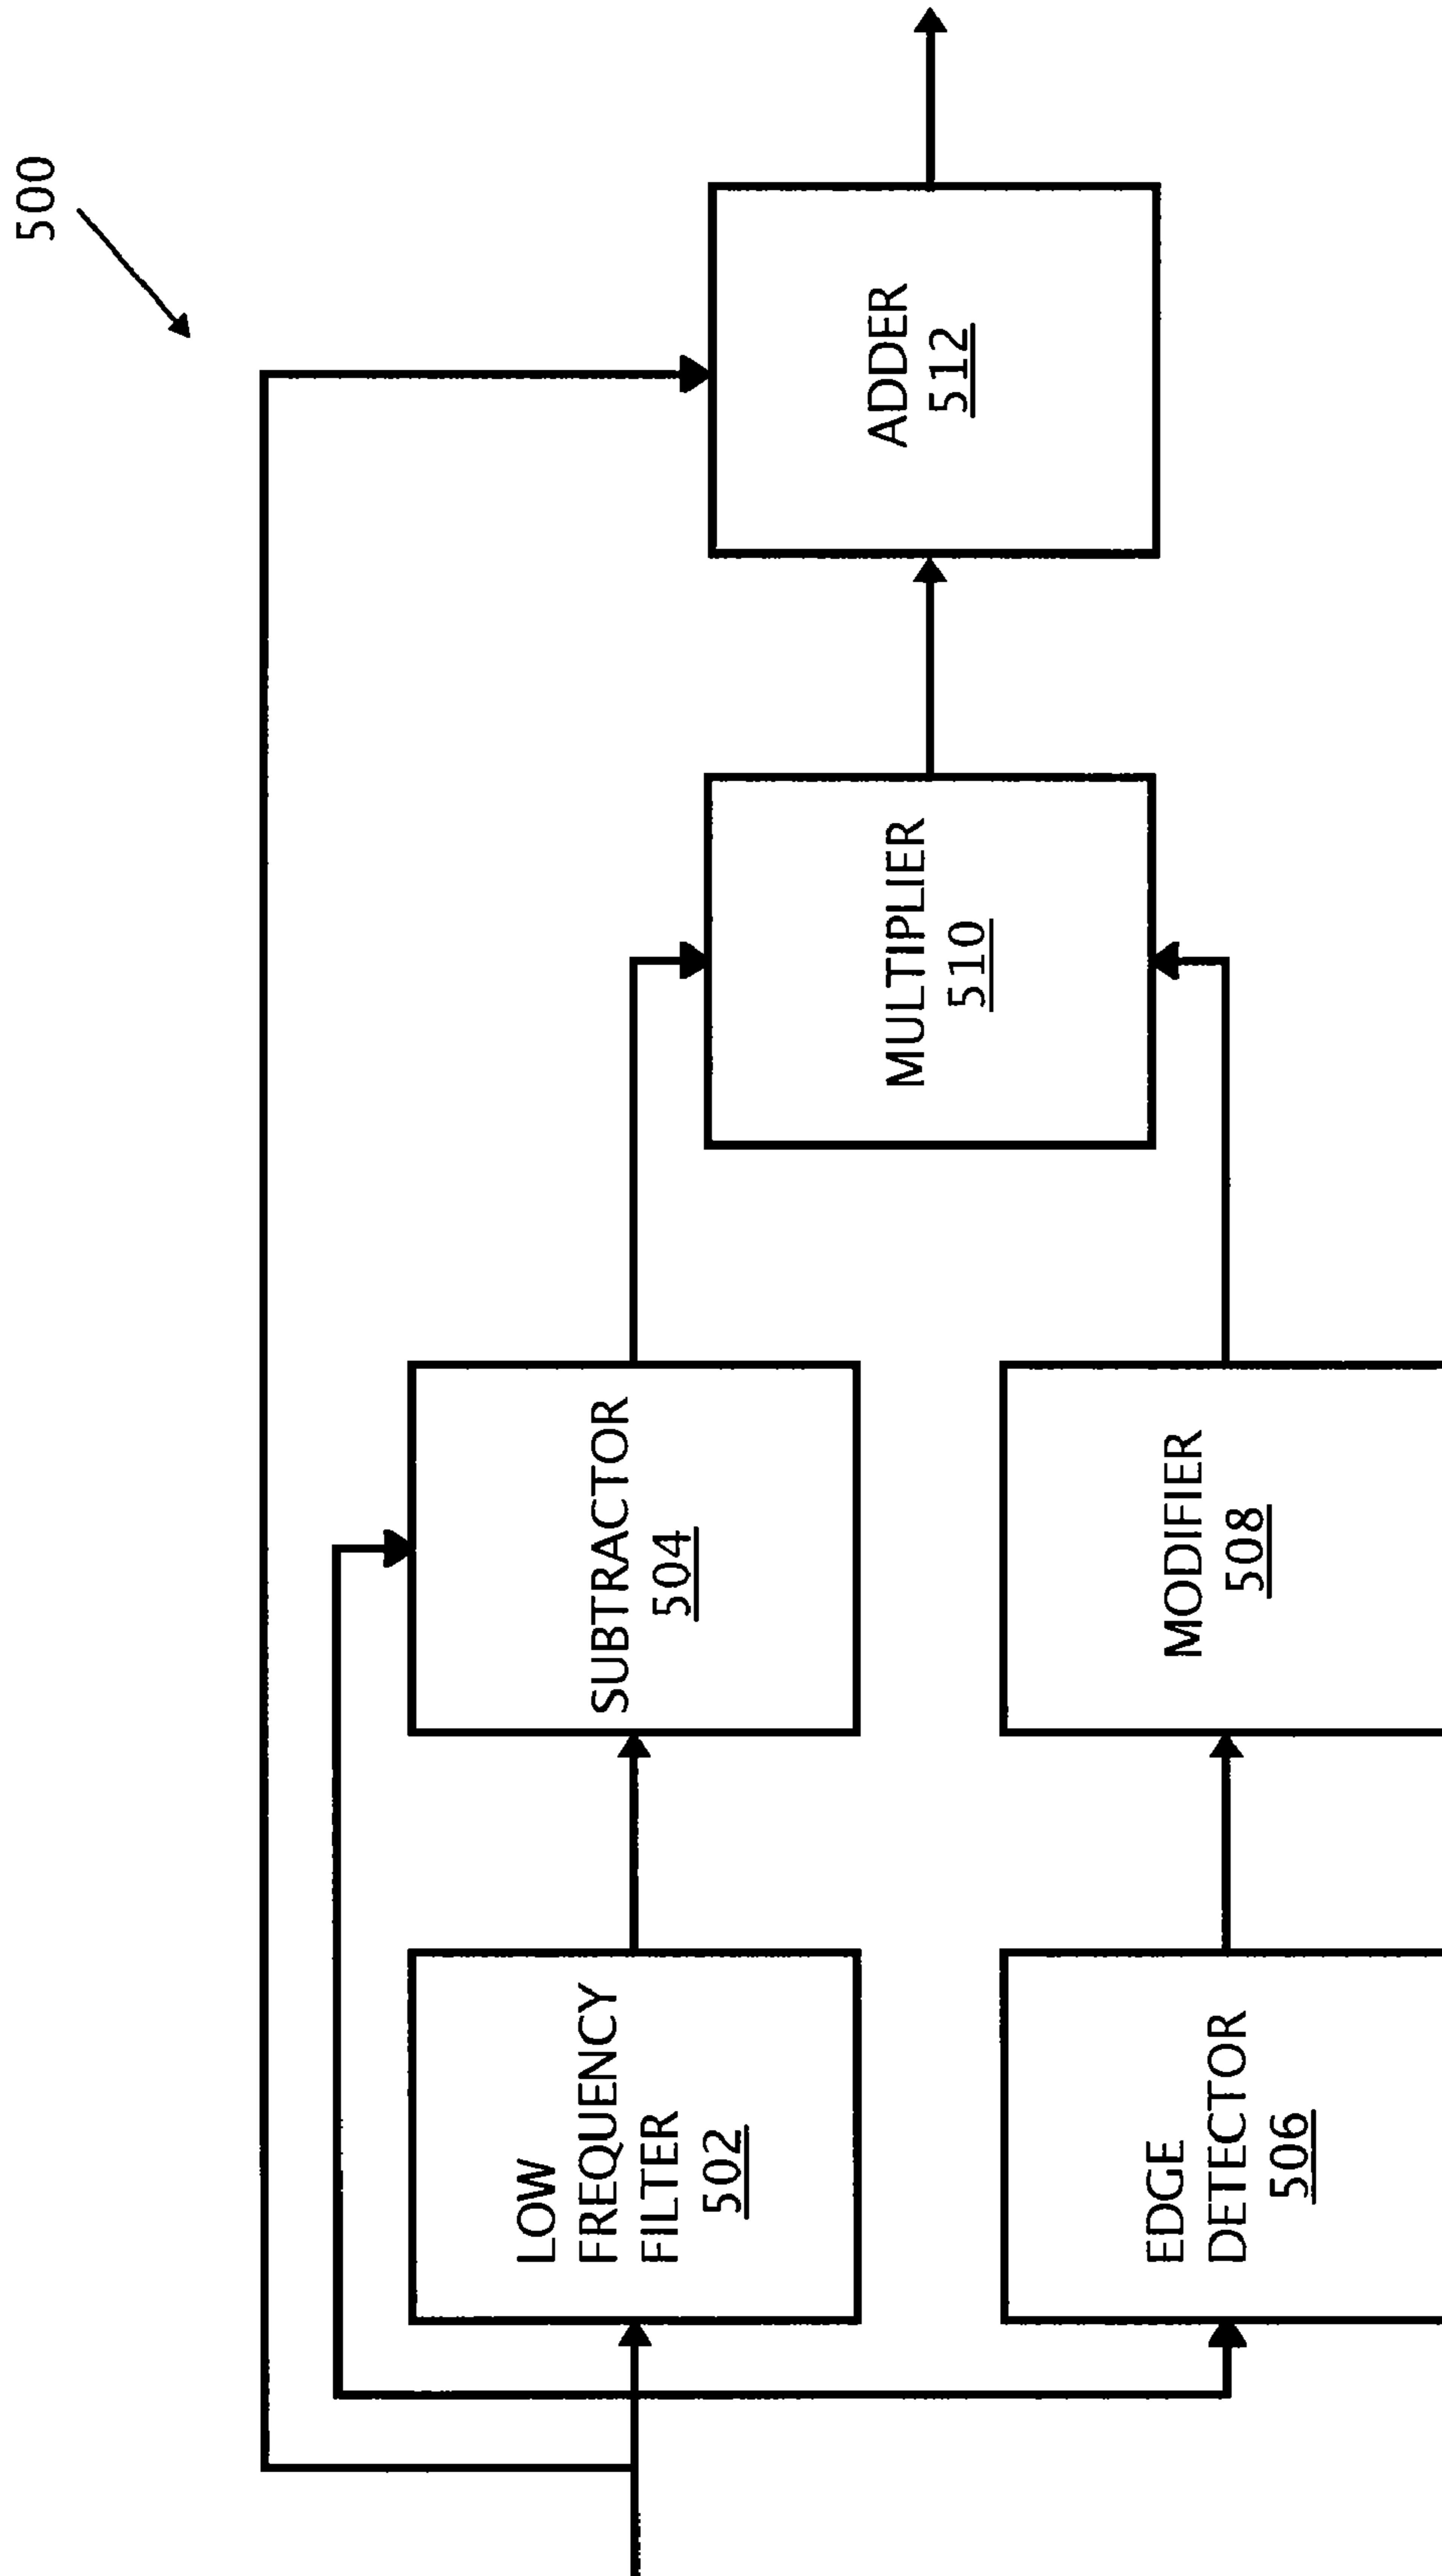 500
LOW
FREQUENCY
FILTER
502
SUBTRACTOR
504
EDGE
DETECTOR
506
MODIFIER
508
MULTIPLIER
510
ADDER
512